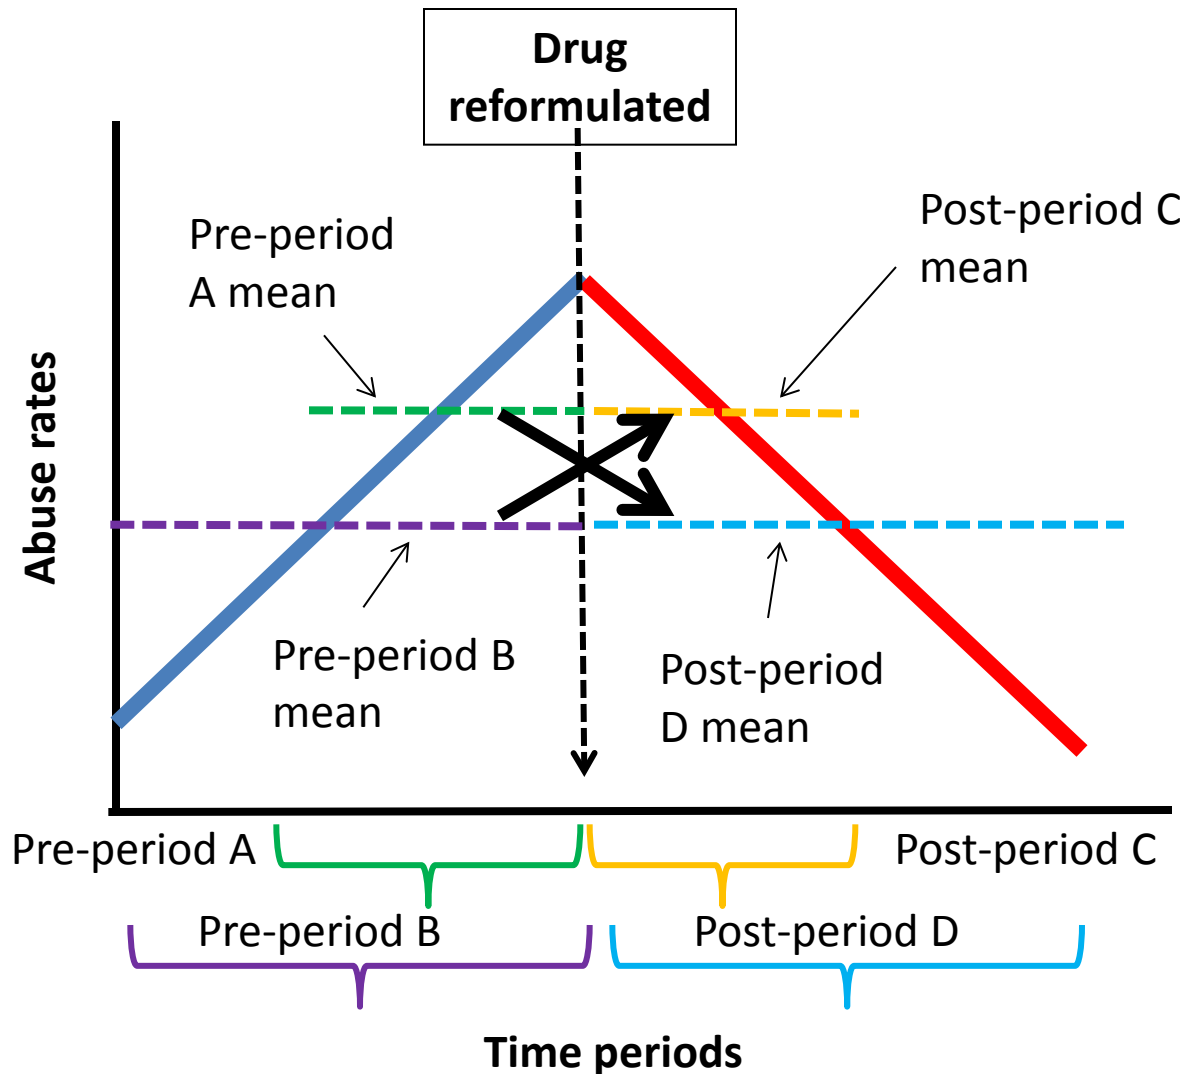 Drug
reformulated
Pre-period
A mean
Post-period C
mean
Abuse rates
Pre-period B
mean
Post-period
D mean
Pre-period A
Post-period C
Pre-period B
Post-period D
Time periods